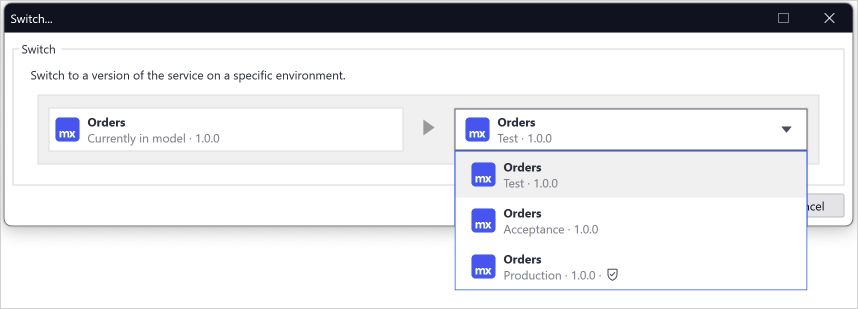 Switch...
Switch
Switch to a version of the service on a specific environment.
mx
Orders
Currently in model · 1.0.0
mx
Orders
Test · 1.0.0
mx
Orders
Test · 1.0.0
mx
Orders
Acceptance · 1.0.0
mx
Orders
Production · 1.0.0 ·